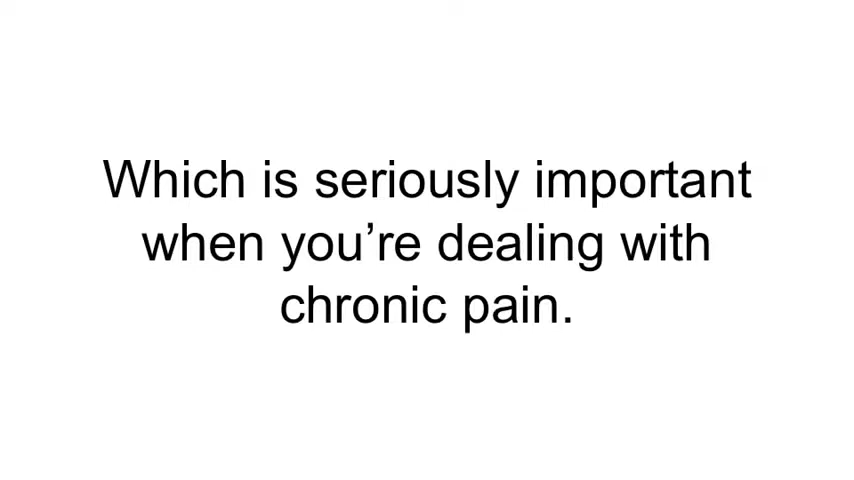 Which is seriously important
when you’re dealing with
chronic pain.